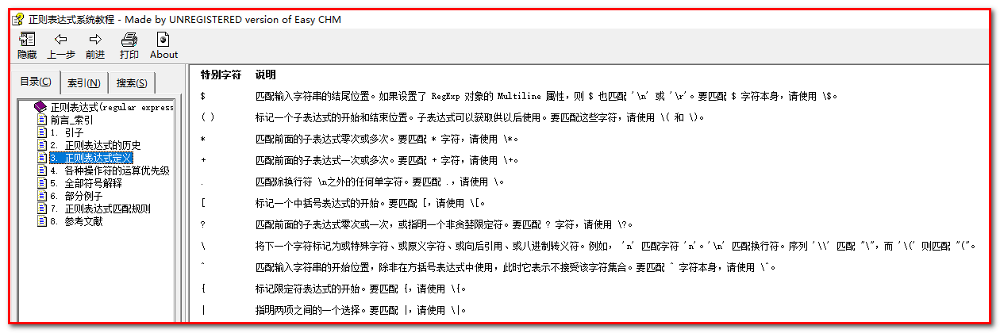 正则表达式系统教程 - Made by UNREGISTERED version of Easy CHM
隐藏 上一步 前进 打印 About
目录(C) 索引(N) 搜索(S)
正则表达式(regular express
前言_索引
1. 引子
2. 正则表达式的历史
3. 正则表达式定义
4. 各种操作符的运算优先级
5. 全部符号解释
6. 部分例子
7. 正则表达式匹配规则
8. 参考文献
特别字符 说明
$ 匹配输入字符串的结尾位置。如果设置了 RegExp 对象的 Multiline 属性，则 $ 也匹配 '\n' 或 '\r'。要匹配 $ 字符本身，请使用 \$。
( ) 标记一个子表达式的开始和结束位置。子表达式可以获取供以后使用。要匹配这些字符，请使用 \( 和 \)。
* 匹配前面的子表达式零次或多次。要匹配 * 字符，请使用 \*。
+ 匹配前面的子表达式一次或多次。要匹配 + 字符，请使用 \+。
. 匹配除换行符 \n之外的任何单字符。要匹配 .，请使用 \。
[ 标记一个中括号表达式的开始。要匹配 [，请使用 \[。
? 匹配前面的子表达式零次或一次，或指明一个非贪婪限定符。要匹配 ? 字符，请使用 \?。
\ 将下一个字符标记为或特殊字符、或原义字符、或向后引用、或八进制转义符。例如， 'n' 匹配字符 'n'。'\n' 匹配换行符。序列 '\\' 匹配 "\"，而 '\(' 则匹配 "("。
^ 匹配输入字符串的开始位置，除非在方括号表达式中使用，此时它表示不接受该字符集合。要匹配 ^ 字符本身，请使用 \^。
{ 标记限定符表达式的开始。要匹配 {，请使用 \{。
| 指明两项之间的一个选择。要匹配 |，请使用 \|。